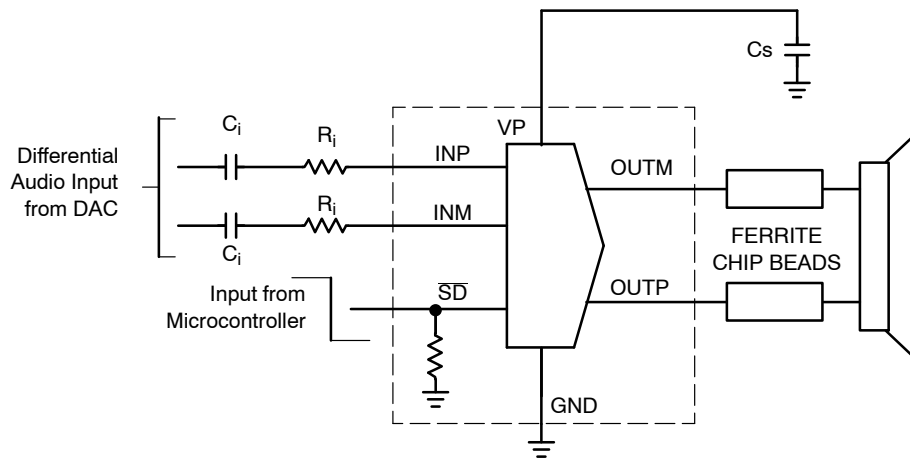 Cs
VP
Differential
Audio Input
from DAC
Ci
Ri
INP
OUTM
Ri
INM
Ci
FERRITE
CHIP BEADS
Input from
Microcontroller
SD
OUTP
GND